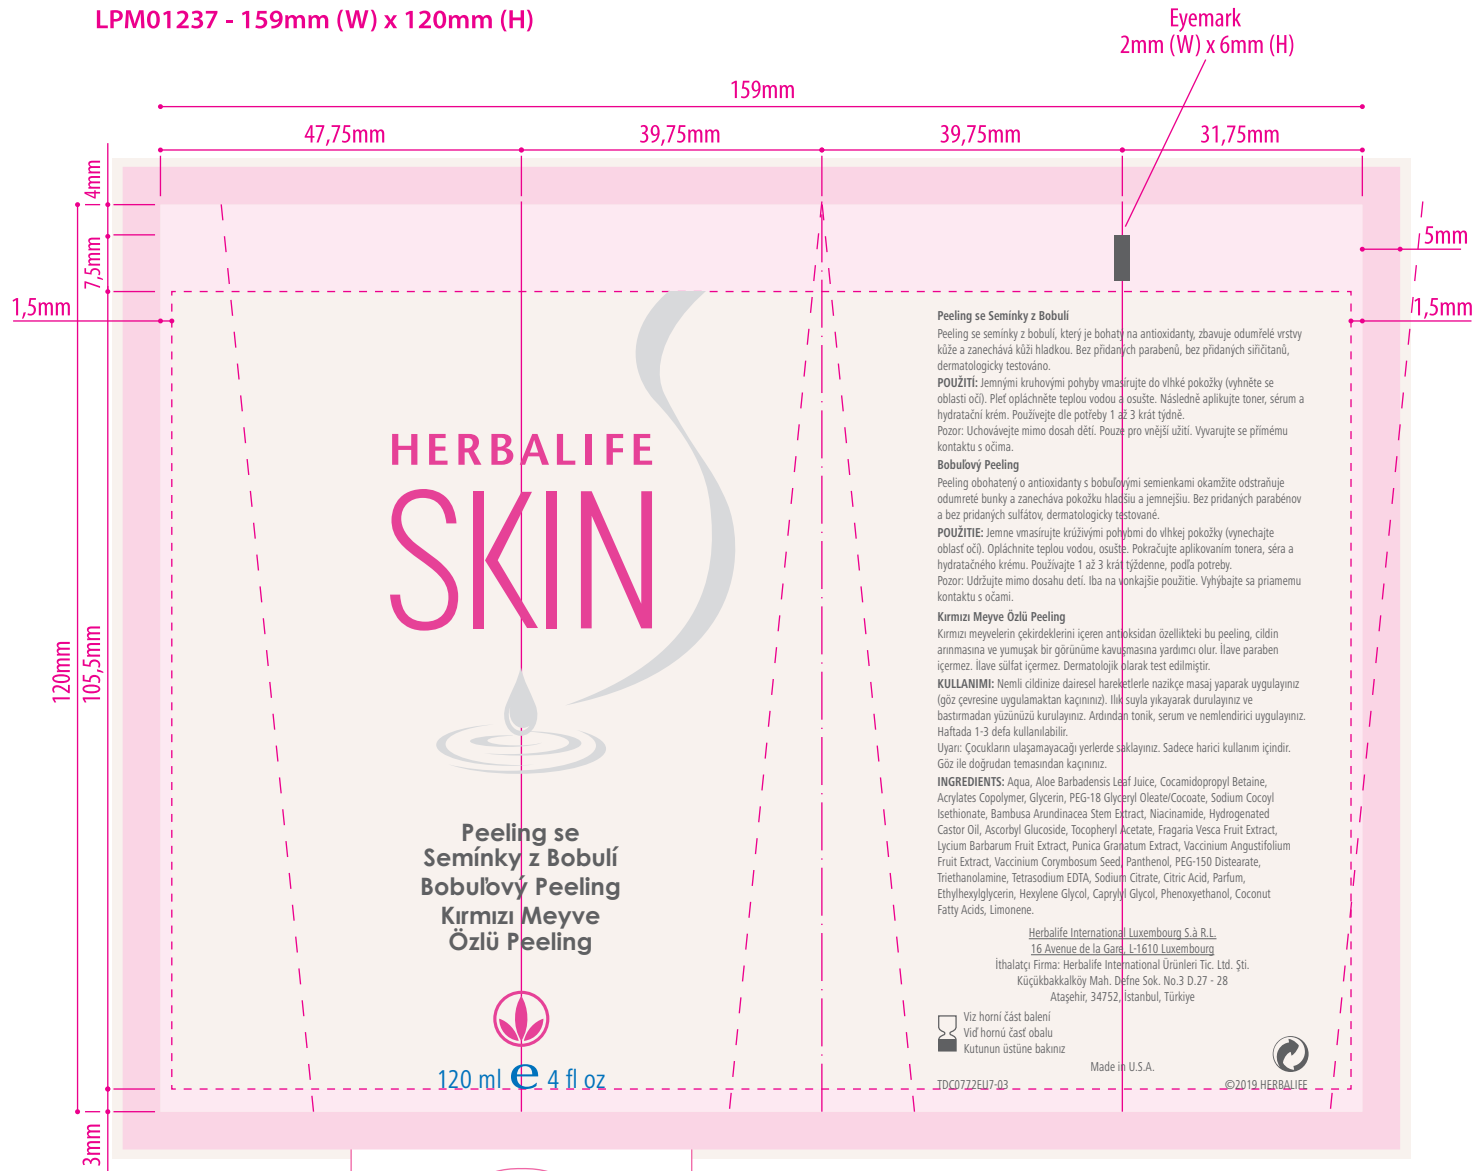 LPM01237 - 159mm (W) x 120mm (H)
Eyemark
2mm (W) x 6mm (H)
159mm
47,75mm
39,75mm
39,75mm
31,75mm
4mm
7,5mm
5mm
1,5mm
1,5mm
120mm
105,5mm
3mm
HERBALIFE
SKIN
Peeling se
Semínky z Bobulí
Bobuľový Peeling
Kırmızı Meyve
Özlü Peeling
120 ml ℮ 4 fl oz
Peeling se Semínky z Bobulí
Peeling se semínky z bobulí, který je bohatý na antioxidanty, zbavuje odumřelé vrstvy
kůže a zanechává kůži hladkou. Bez přidaných parabenů, bez přidaných siřičitanů,
dermatologicky testováno.
POUŽITÍ: Jemnými kruhovými pohyby vmasírujte do vlhké pokožky (vyhněte se
oblasti očí). Pleť opláchněte teplou vodou a osušte. Následně aplikujte toner, sérum a
hydratační krém. Používejte dle potřeby 1 až 3 krát týdně.
Pozor: Uchovávejte mimo dosah dětí. Pouze pro vnější užití. Vyvarujte se přímému
kontaktu s očima.
Bobuľový Peeling
Peeling obohatený o antioxidanty s bobuľovými semienkami okamžite odstraňuje
odumreté bunky a zanecháva pokožku hladšiu a jemnejšiu. Bez pridaných parabénov
a bez pridaných sulfátov, dermatologicky testované.
POUŽITIE: Jemne vmasírujte krúživými pohybmi do vlhkej pokožky (vynechajte
oblasť očí). Opláchnite teplou vodou, osušte. Pokračujte aplikovaním tonera, séra a
hydratačného krému. Používajte 1 až 3 krát týždenne, podľa potreby.
Pozor: Udržujte mimo dosahu detí. Iba na vonkajšie použitie. Vyhýbajte sa priamemu
kontaktu s očami.
Kırmızı Meyve Özlü Peeling
Kırmızı meyvelerin çekirdeklerini içeren antioksidan özellikteki bu peeling, cildin
arınmasına ve yumuşak bir görünüme kavuşmasına yardımcı olur. İlave paraben
içermez. İlave sülfat içermez. Dermatolojik olarak test edilmiştir.
KULLANIMI: Nemli cildinize dairesel hareketlerle nazikçe masaj yaparak uygulayınız
(göz çevresine uygulamaktan kaçınınız). Ilık suyla yıkayarak durulayınız ve
bastırmadan yüzünüzü kurulayınız. Ardından tonik, serum ve nemlendirici uygulayınız.
Haftada 1-3 defa kullanılabilir.
Uyarı: Çocukların ulaşamayacağı yerlerde saklayınız. Sadece harici kullanım içindir.
Göz ile doğrudan temasından kaçınınız.
INGREDIENTS: Aqua, Aloe Barbadensis Leaf Juice, Cocamidopropyl Betaine,
Acrylates Copolymer, Glycerin, PEG-18 Glyceryl Oleate/Cocoate, Sodium Cocoyl
Isethionate, Bambusa Arundinacea Stem Extract, Niacinamide, Hydrogenated
Castor Oil, Ascorbyl Glucoside, Tocopheryl Acetate, Fragaria Vesca Fruit Extract,
Lycium Barbarum Fruit Extract, Punica Granatum Extract, Vaccinium Angustifolium
Fruit Extract, Vaccinium Corymbosum Seed, Panthenol, PEG-150 Distearate,
Triethanolamine, Tetrasodium EDTA, Sodium Citrate, Citric Acid, Parfum,
Ethylhexylglycerin, Hexylene Glycol, Caprylyl Glycol, Phenoxyethanol, Coconut
Fatty Acids, Limonene.
Herbalife International Luxembourg S.à R.L.
16 Avenue de la Gare, L-1610 Luxembourg
İthalatçı Firma: Herbalife International Ürünleri Tic. Ltd. Şti.
Küçükbakkalköy Mah. Defne Sok. No.3 D.27 - 28
Ataşehir, 34752, İstanbul, Türkiye
Viz horní část balení
Viď hornú časť obalu
Kutunun üstüne bakınız
Made in U.S.A.
TDC0772EU7-03
©2019 HERBALIFE